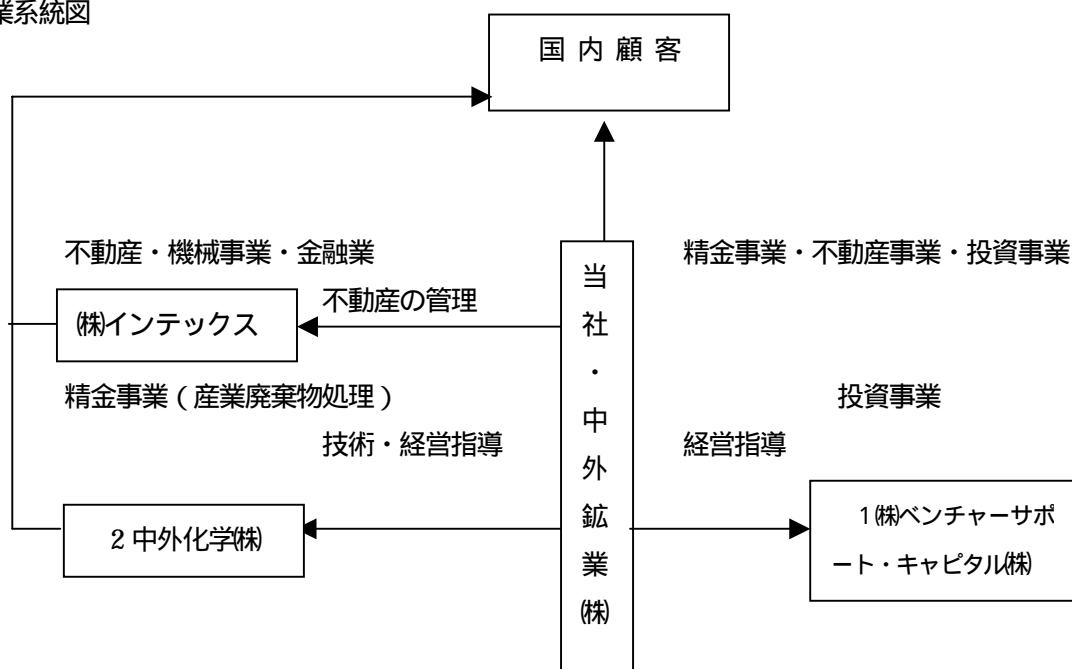 業系統図
国内顧客
不動産・機械事業・金融業
精金事業・不動産事業・投資事業
㈱インテックス
不動産の管理
当社・中外鉱業㈱
精金事業(産業廃棄物処理)
投資事業
技術・経営指導
経営指導
2中外化学㈱
1㈱ベンチャーサポ
ート・キャピタル㈱